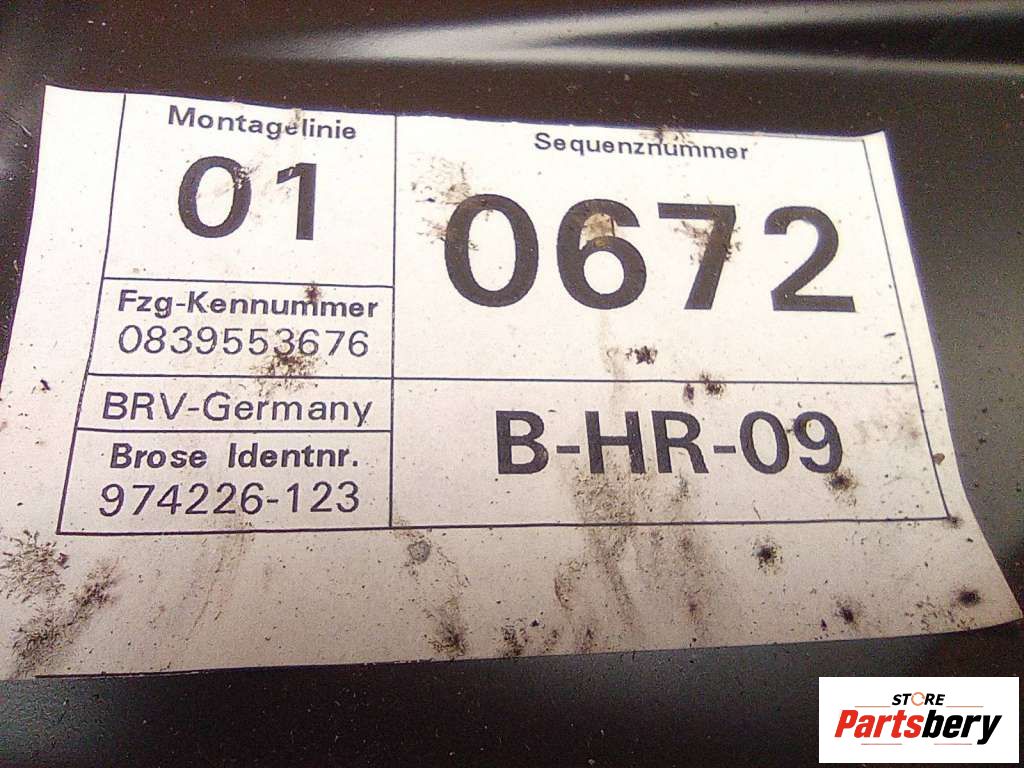 Montagelinie
01
Sequenznummer
0672
Fzg-Kennummer
0839553676
BRV-Germany
Brose Identnr.
974226-123
B-HR-09
STORE
Partsbery